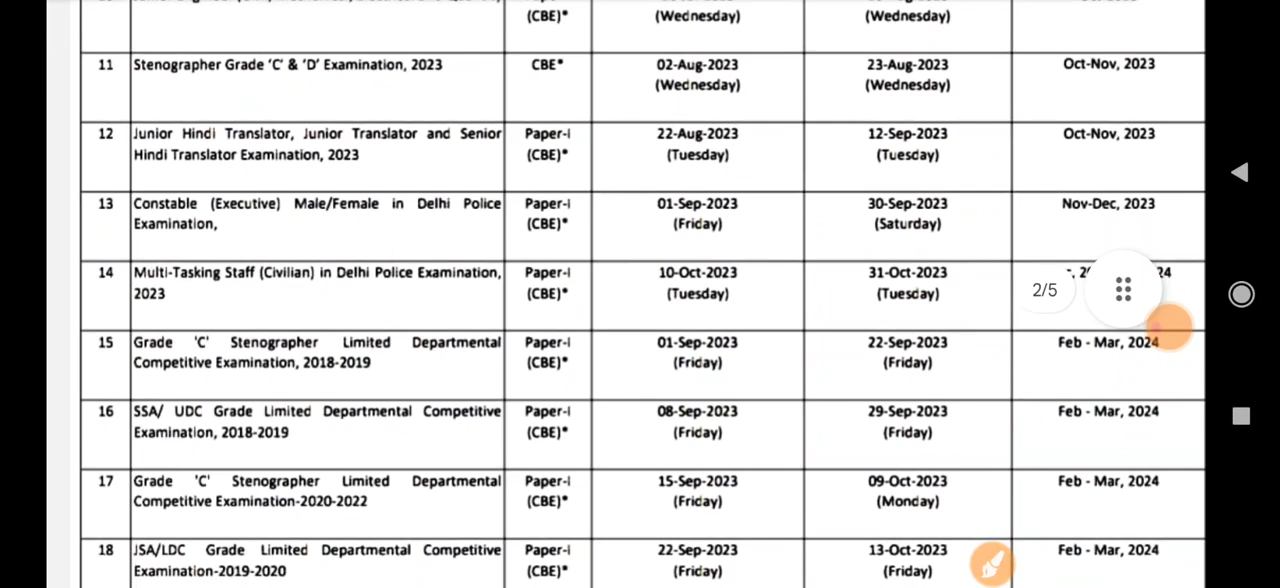 (CBE)*
(Wednesday)
(Wednesday)
11 Stenographer Grade 'C' & 'D' Examination, 2023 CBE* 02-Aug-2023 23-Aug-2023 Oct-Nov, 2023
(Wednesday) (Wednesday)
12 Junior Hindi Translator, Junior Translator and Senior Paper-I 22-Aug-2023 12-Sep-2023 Oct-Nov, 2023
Hindi Translator Examination, 2023 (CBE)* (Tuesday) (Tuesday)
13 Constable (Executive) Male/Female in Delhi Police Paper-I 01-Sep-2023 30-Sep-2023 Nov-Dec, 2023
Examination, (CBE)* (Friday) (Saturday)
14 Multi-Tasking Staff (Civilian) in Delhi Police Examination, Paper-I 10-Oct-2023 31-Oct-2023
2023 (CBE)* (Tuesday) (Tuesday) 2/5
15 Grade 'C' Stenographer Limited Departmental Paper-I 01-Sep-2023 22-Sep-2023 Feb - Mar, 2024
Competitive Examination, 2018-2019 (CBE)* (Friday) (Friday)
16 SSA/ UDC Grade Limited Departmental Competitive Paper-I 08-Sep-2023 29-Sep-2023 Feb - Mar, 2024
Examination, 2018-2019 (CBE)* (Friday) (Friday)
17 Grade 'C' Stenographer Limited Departmental Paper-I 15-Sep-2023 09-Oct-2023 Feb - Mar, 2024
Competitive Examination-2020-2022 (CBE)* (Friday) (Monday)
18 JSA/LDC Grade Limited Departmental Competitive Paper-I 22-Sep-2023 13-Oct-2023 Feb - Mar, 2024
Examination-2019-2020 (CBE)* (Friday) (Friday)